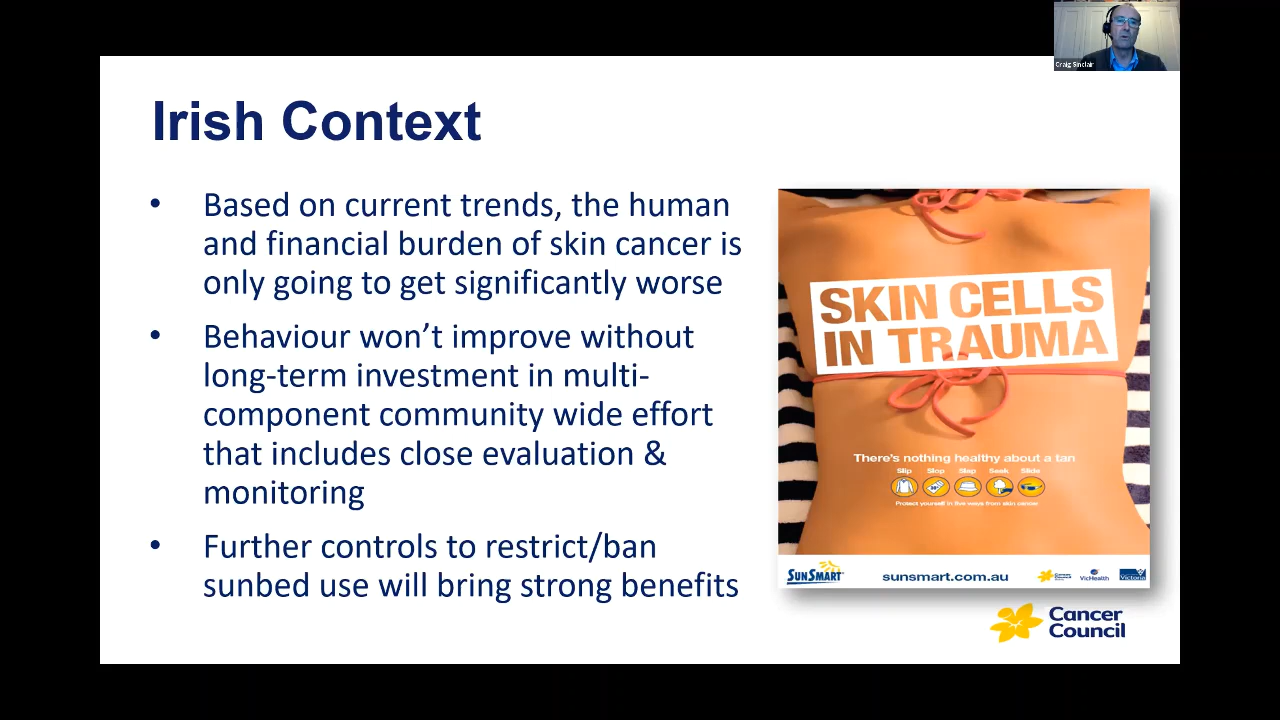 Craig Sinclair
Irish Context
• Based on current trends, the human
and financial burden of skin cancer is
only going to get significantly worse
• Behaviour won’t improve without
long-term investment in multi-
component community wide effort
that includes close evaluation &
monitoring
• Further controls to restrict/ban
sunbed use will bring strong benefits
SKIN CELLS
IN TRAUMA
There's nothing healthy about a tan
Slip Slop Slap Seek Slide
Protect yourself in five ways from skin cancer
SUNSMART
sunsmart.com.au
Cancer
Council
VicHealth
Victoria
Cancer
Council